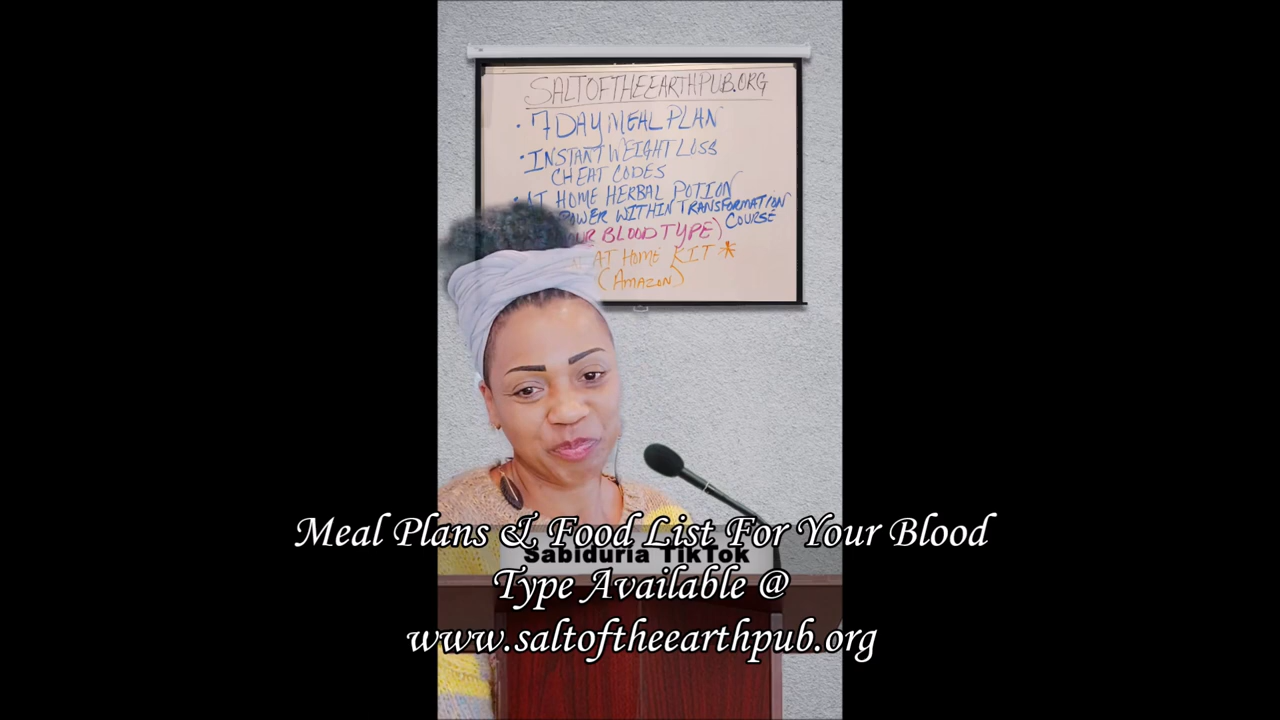 SALTOFTHEEARTHPUB.ORG
• 7 DAY MEAL PLAN
• INSTANT WEIGHT LOSS
CHEAT CODES
• AT HOME HERBAL POTION
POWER WITHIN TRANSFORMATION
COURSE
BLOOD TYPE)
AT HOME KIT *
(AMAZON)
Meal Plans & Food List For Your Blood
Sabiduria TikTok
Type Available @
www.saltoftheearthpub.org